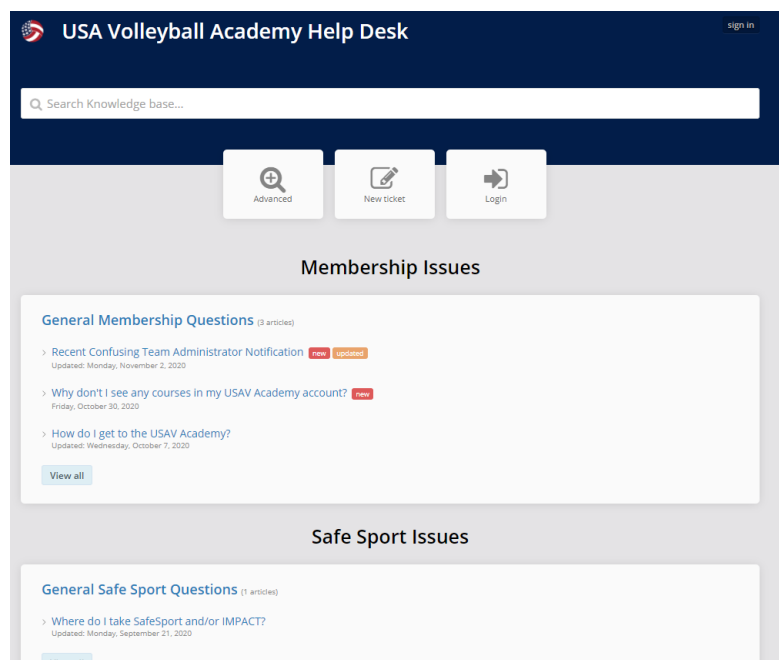 USA Volleyball Academy Help Desk
sign in
Search Knowledge base...
Advanced
New ticket
Login
Membership Issues
General Membership Questions (3 articles)
Recent Confusing Team Administrator Notification new updated
Updated: Monday, November 2, 2020
Why don't I see any courses in my USAV Academy account? new
Friday, October 30, 2020
How do I get to the USAV Academy?
Updated: Wednesday, October 7, 2020
View all
Safe Sport Issues
General Safe Sport Questions (1 articles)
Where do I take SafeSport and/or IMPACT?
Updated: Monday, September 21, 2020